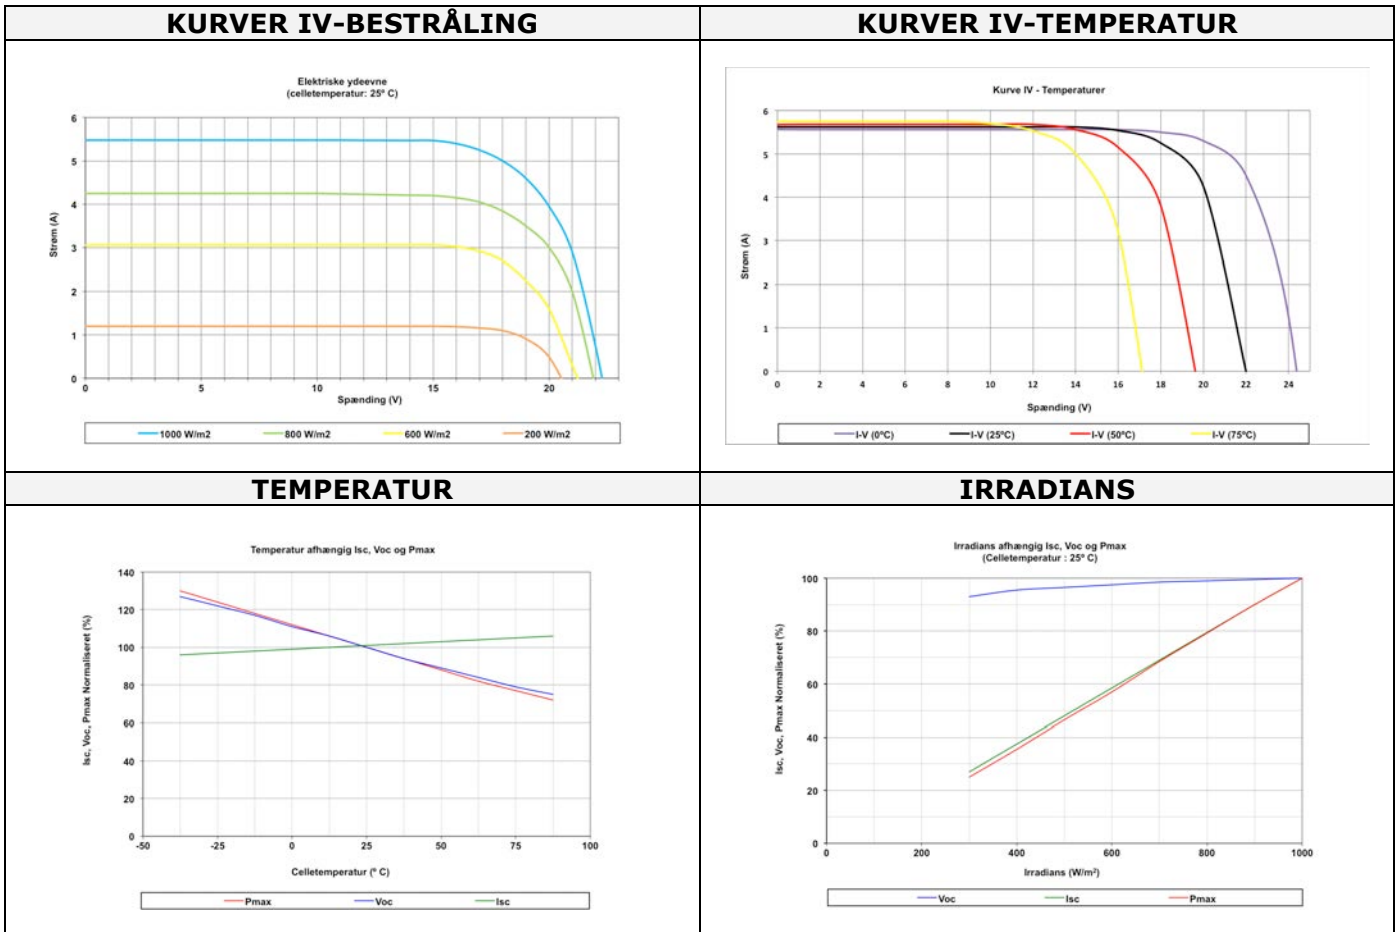 KURVER IV-BESTRÅLING
Elektriske ydeevne
(celletemperatur: 25º C)
Strøm (A)
6
5
4
3
2
1
0
0 5 10 15 20
Spænding (V)
1000 W/m2 800 W/m2 600 W/m2 200 W/m2
KURVER IV-TEMPERATUR
Kurve IV - Temperaturer
Strøm (A)
6
5
4
3
2
1
0
0 2 4 6 8 10 12 14 16 18 20 22 24
Spænding (V)
I-V (0ºC) I-V (25ºC) I-V (50ºC) I-V (75ºC)
TEMPERATUR
Temperatur afhængig Isc, Voc og Pmax
Isc, Voc, Pmax Normaliseret (%)
140
120
100
80
60
40
20
0
-50 -25 0 25 50 75 100
Celletemperatur (º C)
Pmax Voc Isc
IRRADIANS
Irradians afhængig Isc, Voc og Pmax
(Celletemperatur : 25º C)
Isc, Voc, Pmax Normaliseret (%)
100
80
60
40
20
0
0 200 400 600 800 1000
Irradians (W/m²)
Voc Isc Pmax